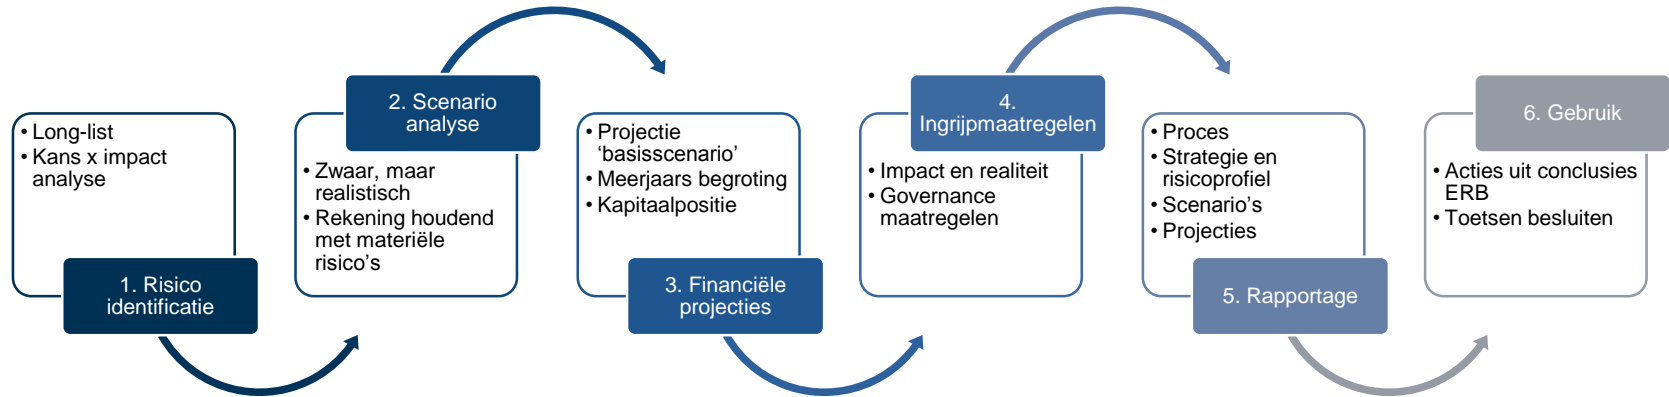 • Long-list
• Kans x impact
analyse
1. Risico
identificatie
2. Scenario
analyse
• Zwaar, maar
realistisch
• Rekening houdend
met materiële
risico’s
• Projectie
‘basisscenario’
• Meerjaars begroting
• Kapitaalpositie
3. Financiële
projecties
4.
Ingrijpmaatregelen
• Impact en realiteit
• Governance
maatregelen
• Proces
• Strategie en
risicoprofiel
• Scenario’s
• Projecties
5. Rapportage
6. Gebruik
• Acties uit conclusies
ERB
• Toetsen besluiten